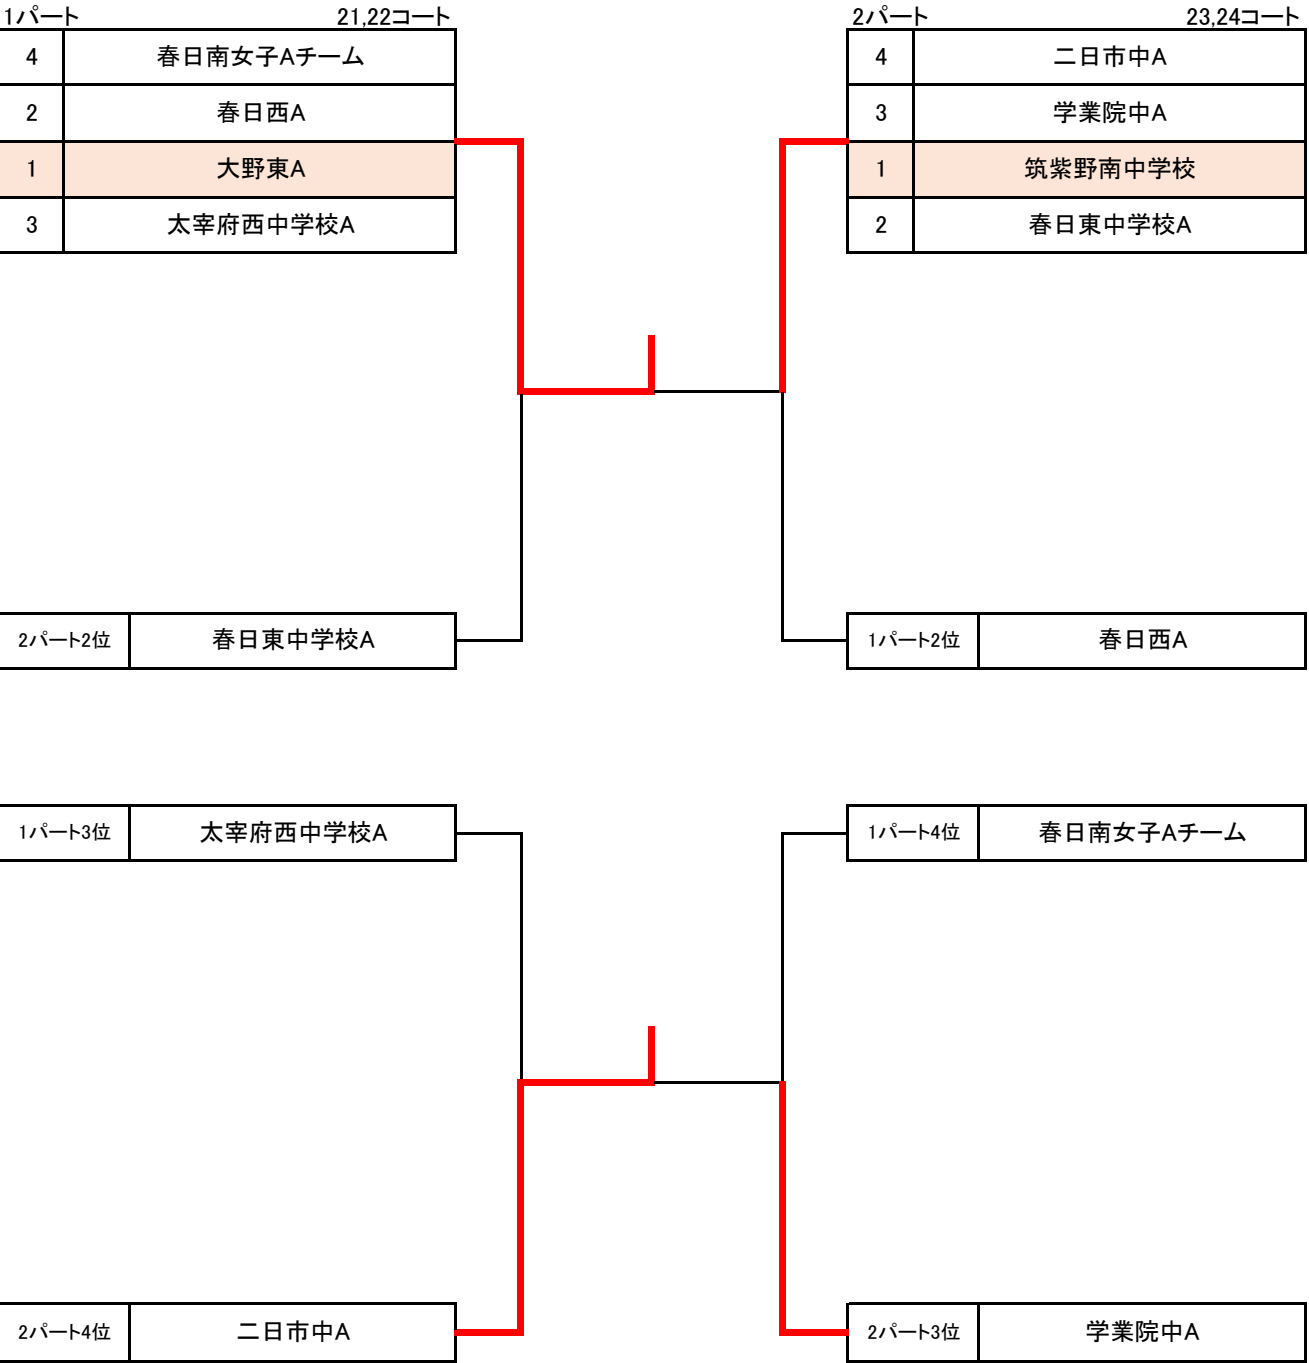 1パート 21,22コート
4 春日南女子Aチーム
2 春日西A
1 大野東A
3 太宰府西中学校A
2パート 23,24コート
4 二日市中A
3 学業院中A
1 筑紫野南中学校
2 春日東中学校A
2パート2位 春日東中学校A
1パート2位 春日西A
1パート3位 太宰府西中学校A
1パート4位 春日南女子Aチーム
2パート4位 二日市中A
2パート3位 学業院中A